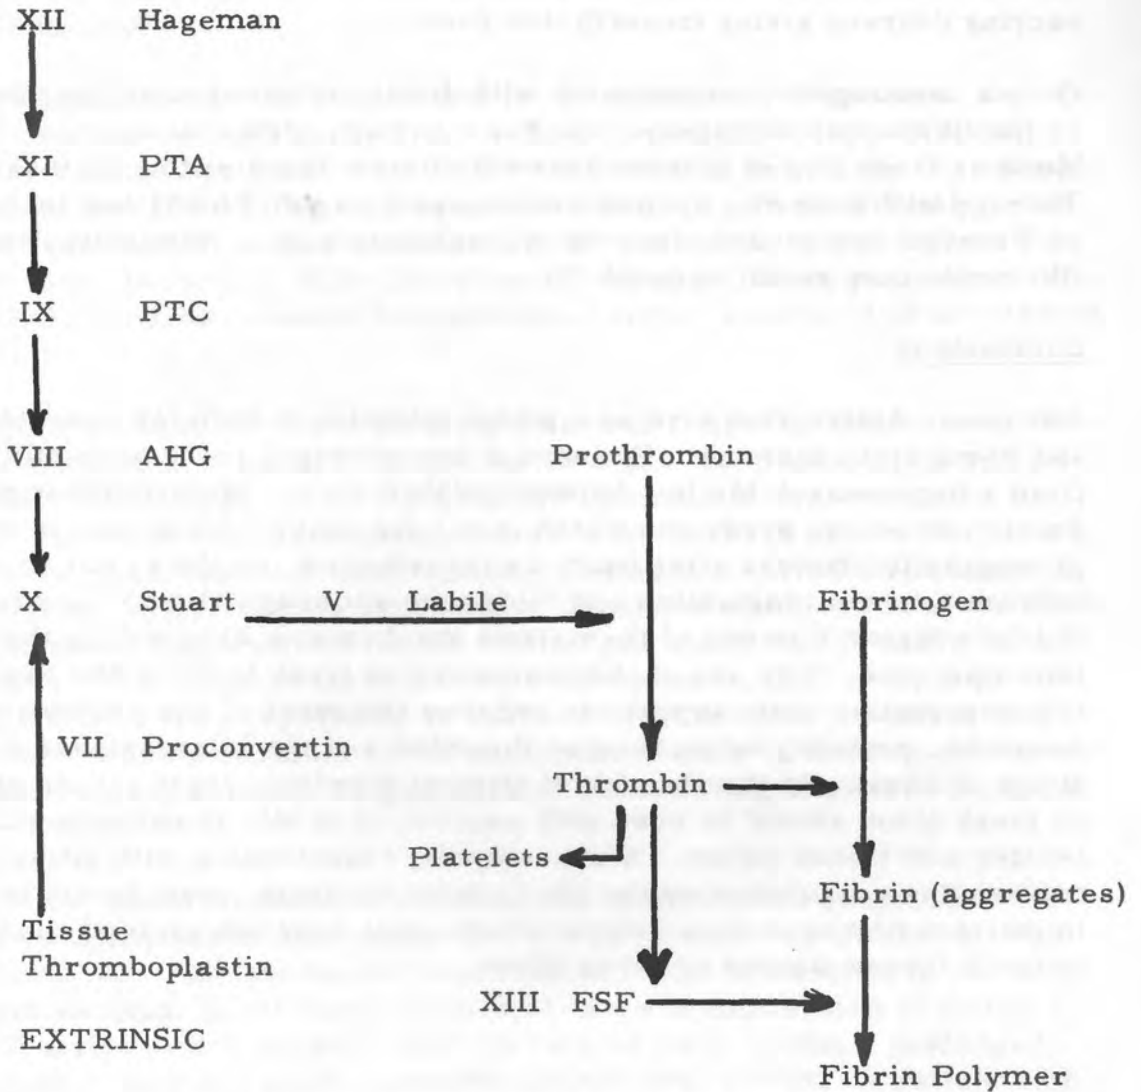 XII Hageman
XI PTA
IX PTC
VIII AHG Prothrombin
X Stuart V Labile Fibrinogen
VII Proconvertin
Thrombin
Platelets
Fibrin (aggregates)
Tissue
Thromboplastin
XIII FSF
EXTRINSIC
Fibrin Polymer